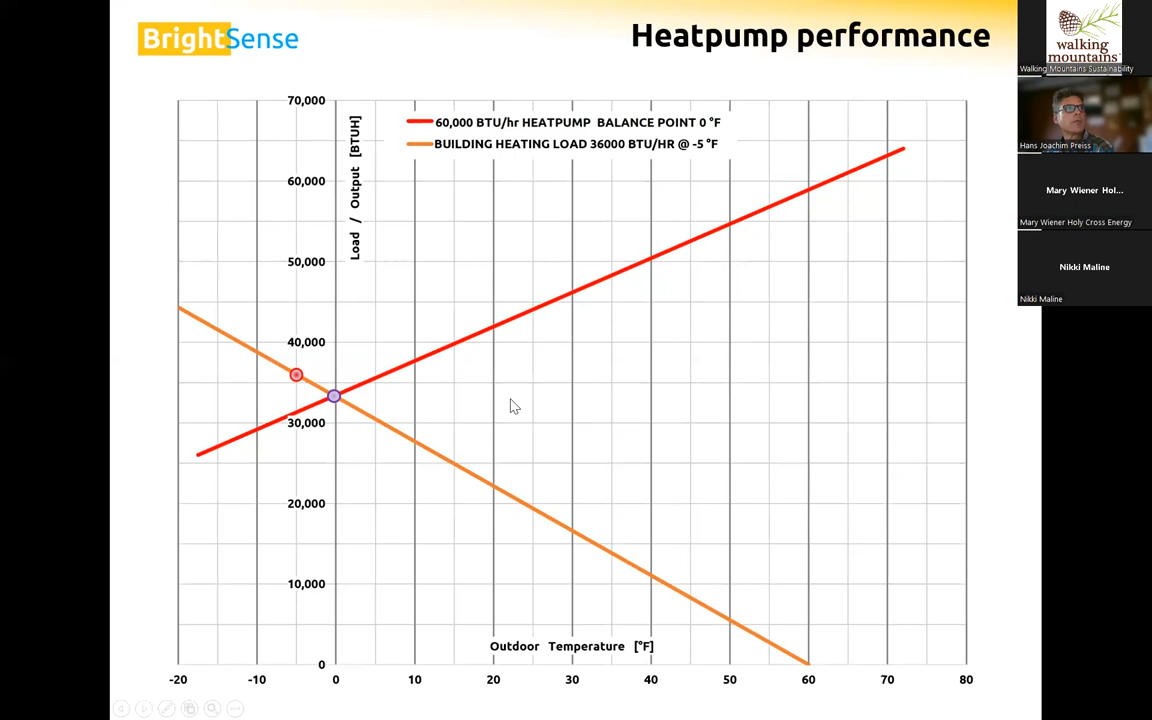 BrightSense
Heatpump performance
walking
mountains
Walking Mountains Sustainability
Hans Joachim Preiss
Mary Wiener Hol...
Mary Wiener Holy Cross Energy
Nikki Maline
Nikki Maline
60,000 BTU/hr HEATPUMP BALANCE POINT 0 °F
BUILDING HEATING LOAD 36000 BTU/HR @ -5 °F
Load / Output [BTUH]
70,000
60,000
50,000
40,000
30,000
20,000
10,000
0
Outdoor Temperature [°F]
-20 -10 0 10 20 30 40 50 60 70 80